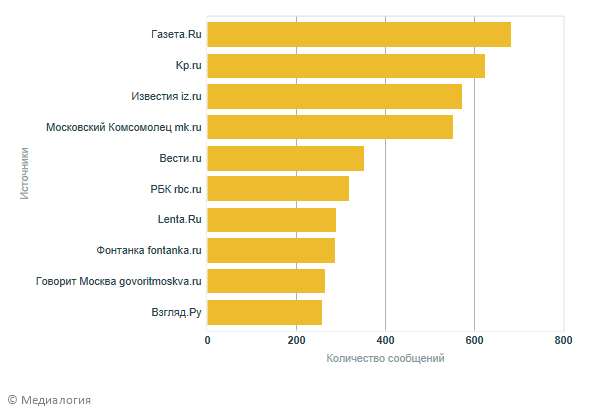 Газета.Ru
Kp.ru
Известия iz.ru
Московский Комсомолец mk.ru
Вести.ru
РБК rbc.ru
Lenta.Ru
Фонтанка fontanka.ru
Говорит Москва govoritmoskva.ru
Взгляд.Ру
Источники
0 200 400 600 800
Количество сообщений
© Медиалогия